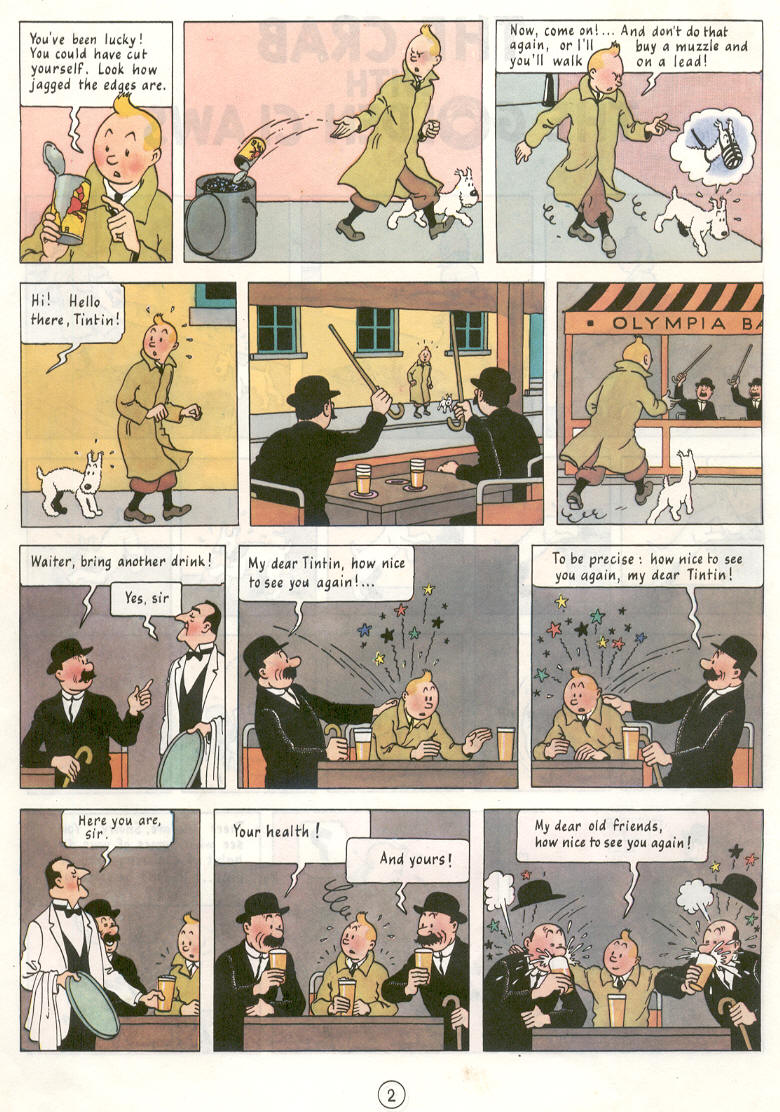 You've been lucky!
You could have cut
yourself. Look how
jagged the edges are.
Now, come on!... And don't do that
again, or I'll buy a muzzle and
you'll walk on a lead!
Hi! Hello
there, Tintin!
OLYMPIA BA
Waiter, bring another drink!
Yes, sir
My dear Tintin, how nice
to see you again!...
To be precise: how nice to see
you again, my dear Tintin!
Here you are,
sir.
Your health!
And yours!
My dear old friends,
how nice to see you again!
2